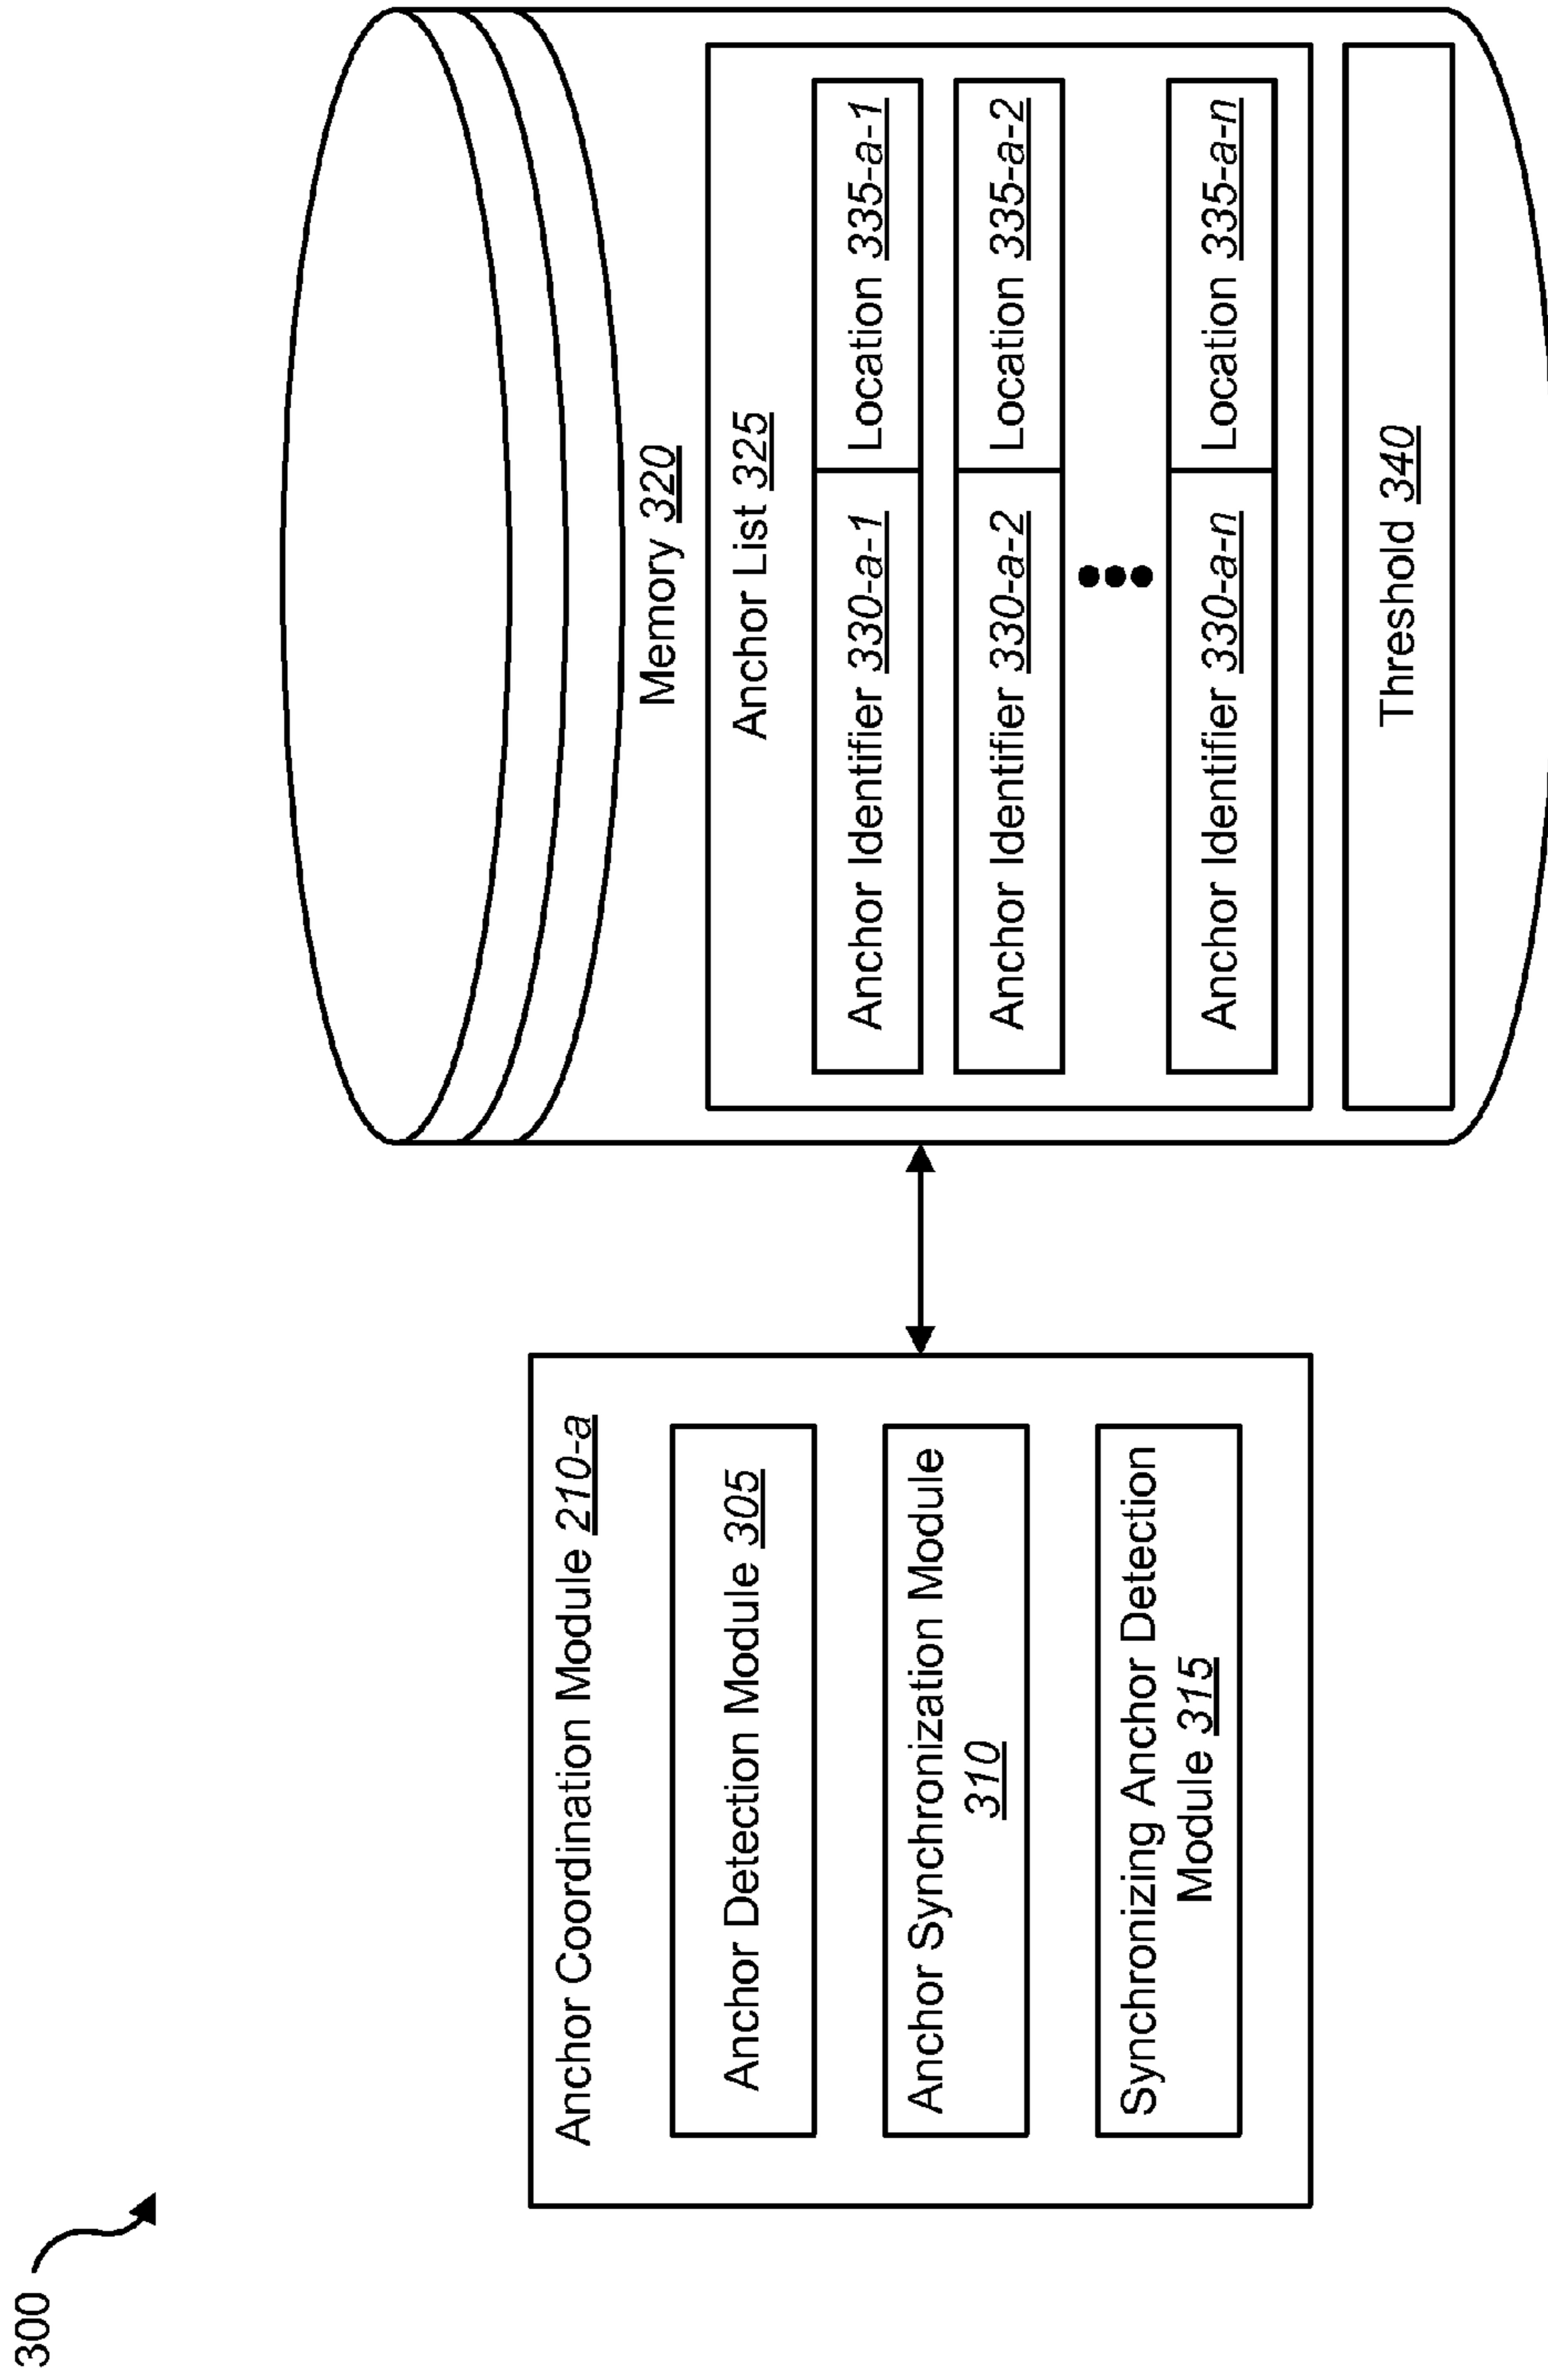 300
Anchor Coordination Module 210-a
Anchor Detection Module 305
Anchor Synchronization Module
310
Synchronizing Anchor Detection
Module 315
Memory 320
Anchor List 325
Anchor Identifier 330-a-1
Location 335-a-1
Anchor Identifier 330-a-2
Location 335-a-2
Anchor Identifier 330-a-n
Location 335-a-n
Threshold 340